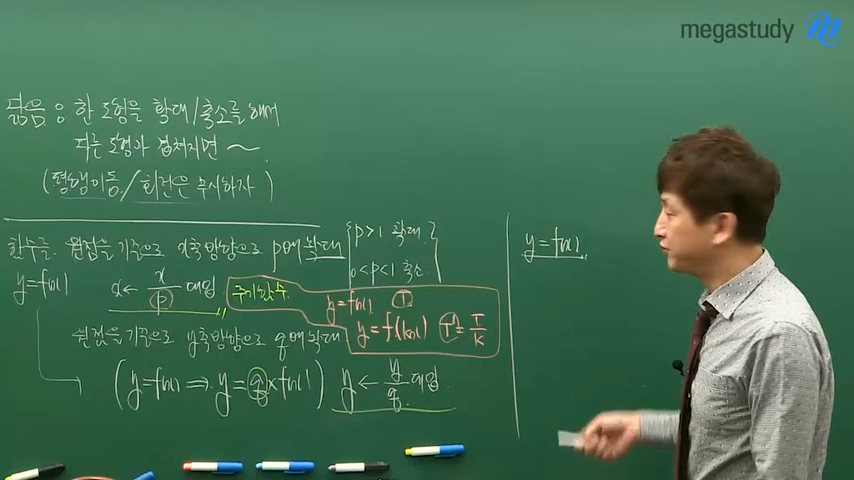 megastudy
닮음 : 한 도형을 확대/축소를 해서
다른 도형과 겹쳐지면 ~
(평행이동/회전은 무시하자)
함수를 원점을 기준으로 x축방향으로 p배 확대 {p>1 확대
0<p<1 축소}
y=f(x)
x ← x/p 대입
주기함수
y=f(x) T
y=f(kx) T'=T/k
원점을 기준으로 y축방향으로 q배 확대
(y=f(x) ⇒ y=q×f(x)) y ← y/q 대입
y=f(x)